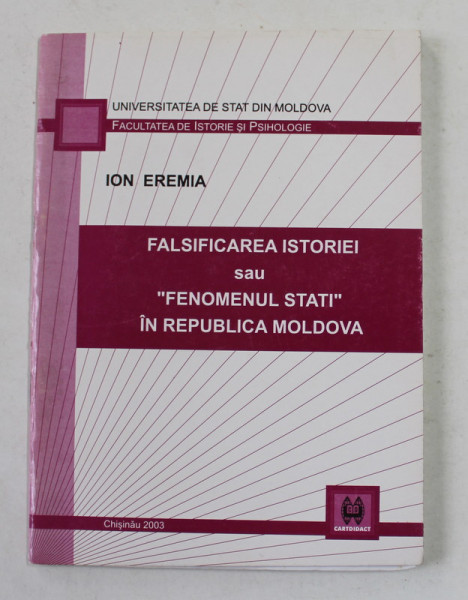 UNIVERSITATEA DE STAT DIN MOLDOVA
FACULTATEA DE ISTORIE ŞI PSIHOLOGIE
ION EREMIA
FALSIFICAREA ISTORIEI
sau
"FENOMENUL STATI"
ÎN REPUBLICA MOLDOVA
Chişinău 2003
CARTDIDACT